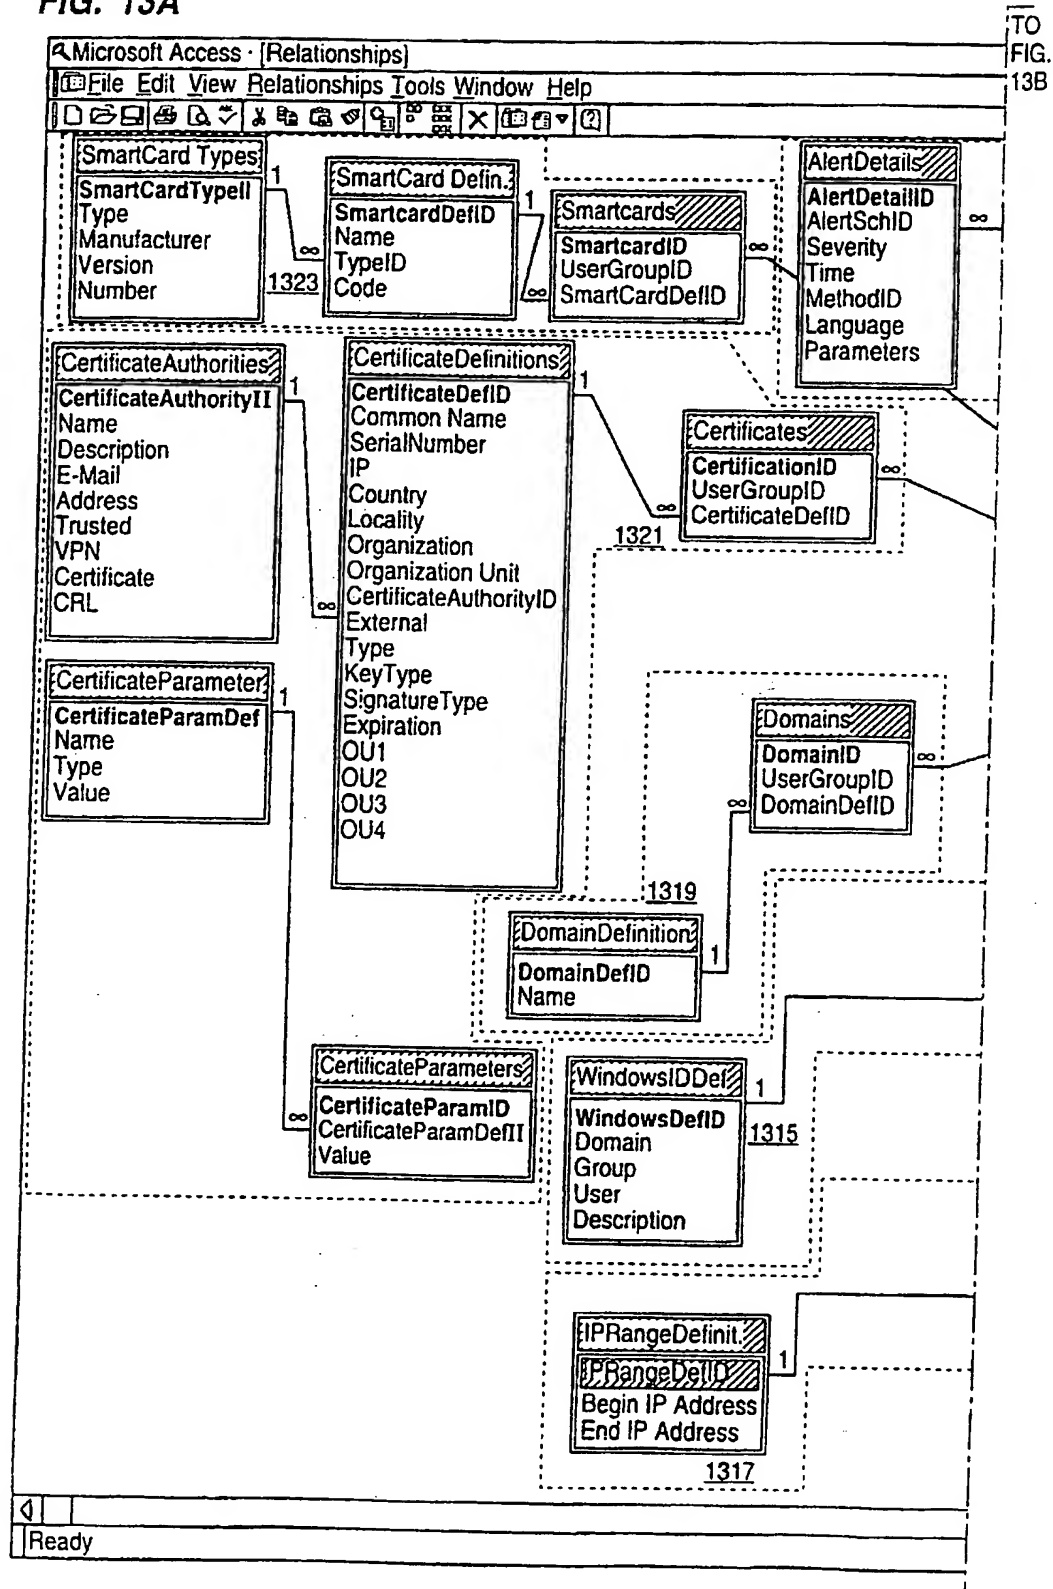 FIG. 13A
TO
FIG.
13B
Microsoft Access · [Relationships]
File Edit View Relationships Tools Window Help
SmartCard Types
SmartCardTypeII
Type
Manufacturer
Version
Number
1
∞
1323
SmartCard Defin.
SmartcardDefID
Name
TypeID
Code
1
∞
Smartcards
SmartcardID
UserGroupID
SmartCardDefID
∞
AlertDetails
AlertDetailID
AlertSchID
Severity
Time
MethodID
Language
Parameters
∞
CertificateAuthorities
CertificateAuthorityII
Name
Description
E-Mail
Address
Trusted
VPN
Certificate
CRL
1
∞
CertificateDefinitions
CertificateDefID
Common Name
SerialNumber
IP
Country
Locality
Organization
Organization Unit
CertificateAuthorityID
External
Type
KeyType
SignatureType
Expiration
OU1
OU2
OU3
OU4
1
∞
1321
Certificates
CertificationID
UserGroupID
CertificateDefID
∞
CertificateParameter
CertificateParamDef
Name
Type
Value
1
Domains
DomainID
UserGroupID
DomainDefID
∞
∞
1319
DomainDefinition
DomainDefID
Name
1
CertificateParameters
CertificateParamID
CertificateParamDefII
Value
∞
WindowsIDDef
WindowsDefID
Domain
Group
User
Description
1
1315
IPRangeDefinit.
IPRangeDefID
Begin IP Address
End IP Address
1
1317
Ready